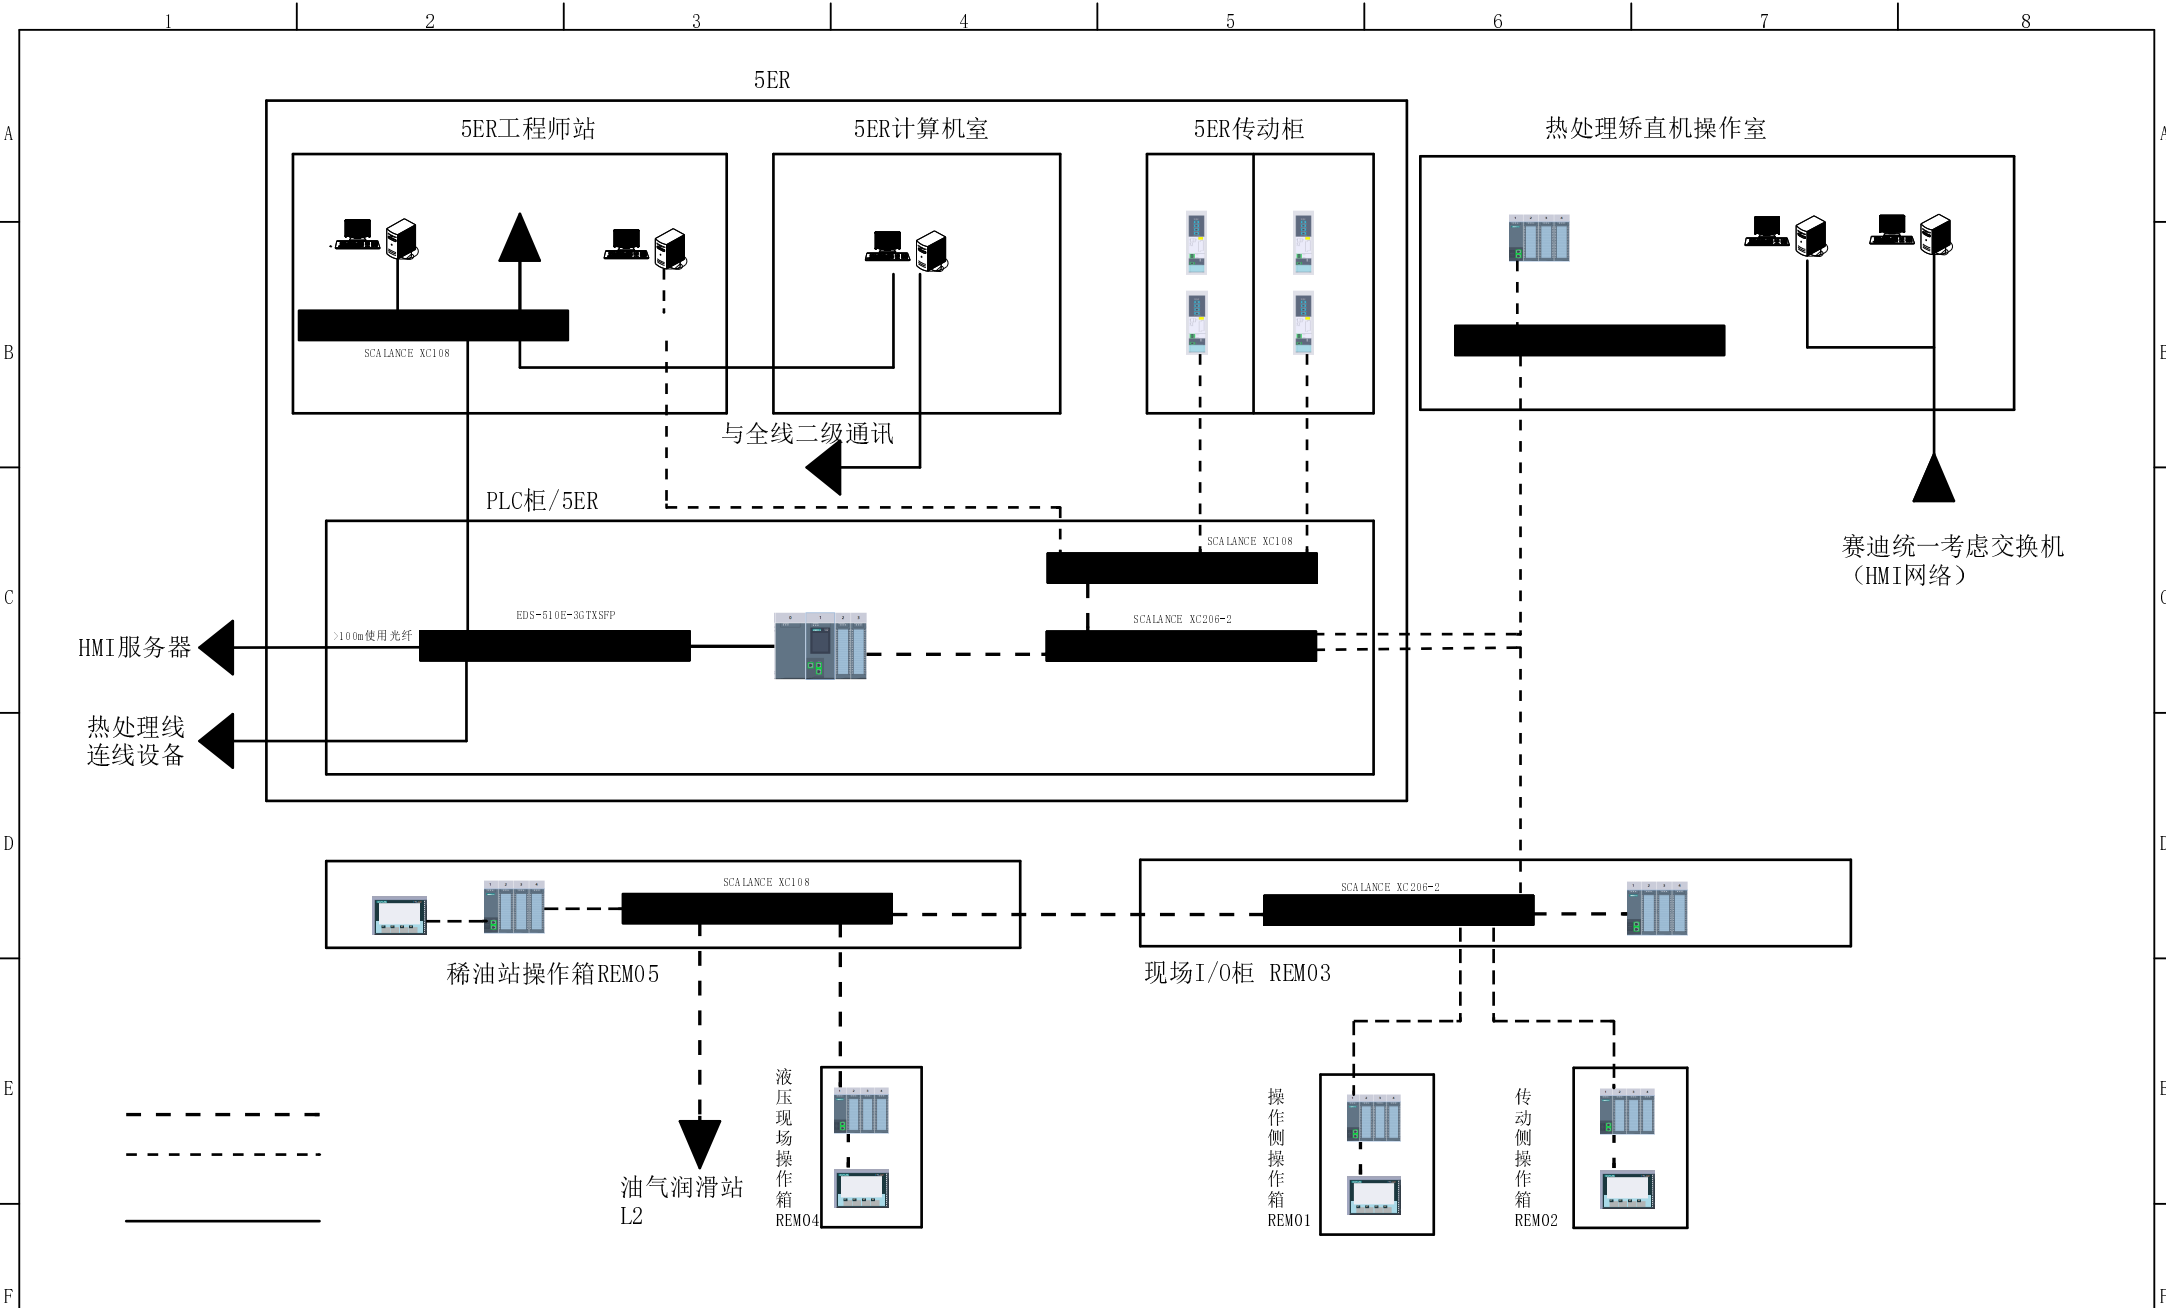 1 2 3 4 5 6 7 8
5ER
A
5ER工程师站
5ER计算机室
5ER传动柜
热处理矫直机操作室
SCALANCE XC108
B
与全线二级通讯
PLC柜/5ER
SCALANCE XC108
赛迪统一考虑交换机
（HMI网络）
C
EDS-510E-3GTXSFP
SCALANCE XC206-2
>100m使用光纤
HMI服务器
热处理线
连线设备
D
SCALANCE XC108
SCALANCE XC206-2
稀油站操作箱REM05
现场I/O柜 REM03
E
液压现场操作箱
REM04
操作侧操作箱
REM01
传动侧操作箱
REM02
油气润滑站
L2
F